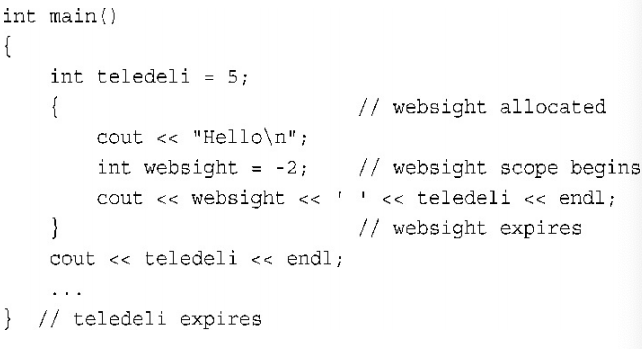 int main()
{
    int teledeli = 5;
    {                          // websight allocated
        cout << "Hello\n";
        int websight = -2;     // websight scope begins
        cout << websight << ' ' << teledeli << endl;
    }                          // websight expires
    cout << teledeli << endl;
    ...
}  // teledeli expires